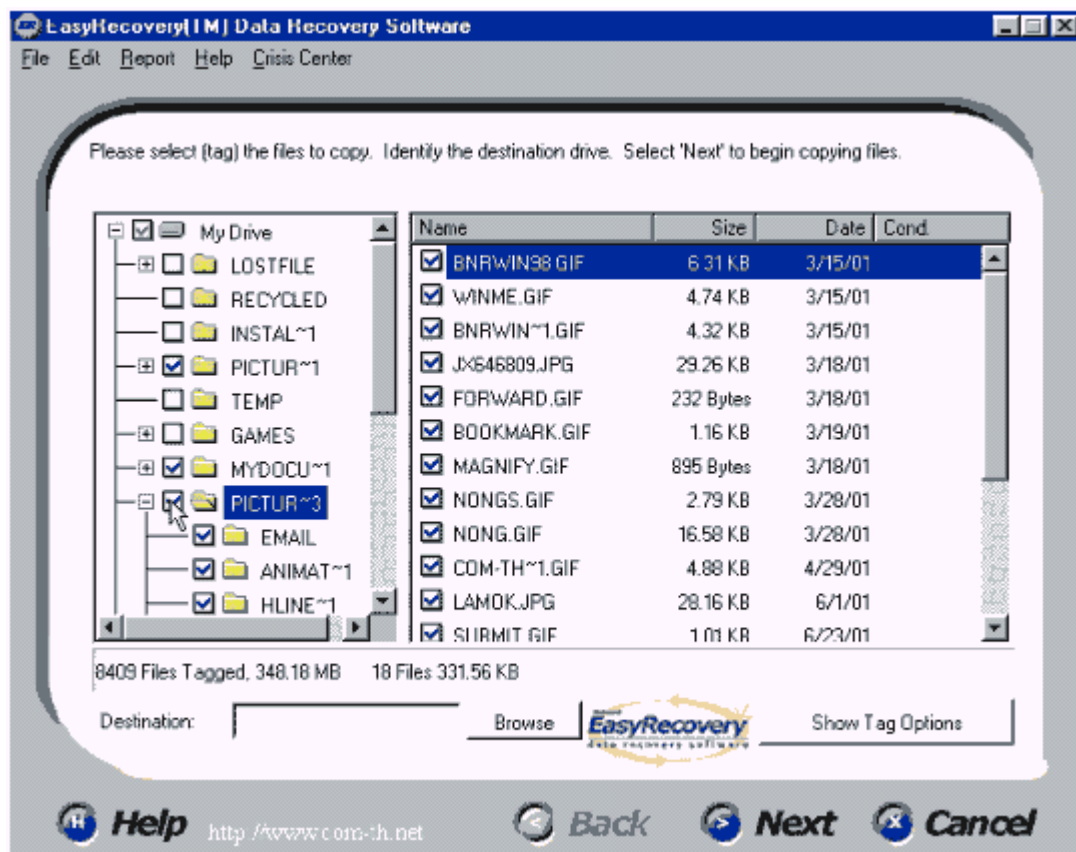 EasyRecovery(TM) Data Recovery Software
File Edit Report Help Crisis Center
Please select (tag) the files to copy. Identify the destination drive. Select 'Next' to begin copying files.
My Drive
LOSTFILE
RECYCLED
INSTAL~1
PICTUR~1
TEMP
GAMES
MYDOCU~1
PICTUR~3
EMAIL
ANIMAT~1
HLINE~1
Name Size Date Cond.
BNRWIN98.GIF 6.31 KB 3/15/01
WINME.GIF 4.74 KB 3/15/01
BNRWIN~1.GIF 4.32 KB 3/15/01
JX646809.JPG 29.26 KB 3/18/01
FORWARD.GIF 232 Bytes 3/18/01
BOOKMARK.GIF 1.16 KB 3/19/01
MAGNIFY.GIF 895 Bytes 3/18/01
NONGS.GIF 2.79 KB 3/28/01
NONG.GIF 16.58 KB 3/28/01
COM-TH~1.GIF 4.88 KB 4/29/01
LAMOK.JPG 28.16 KB 6/1/01
SUBMIT.GIF 1.01 KB 6/23/01
8409 Files Tagged, 348.18 MB 18 Files 331.56 KB
Destination: Browse
EasyRecovery
data recovery software
Show Tag Options
H Help http://www.com-th.net < Back > Next X Cancel